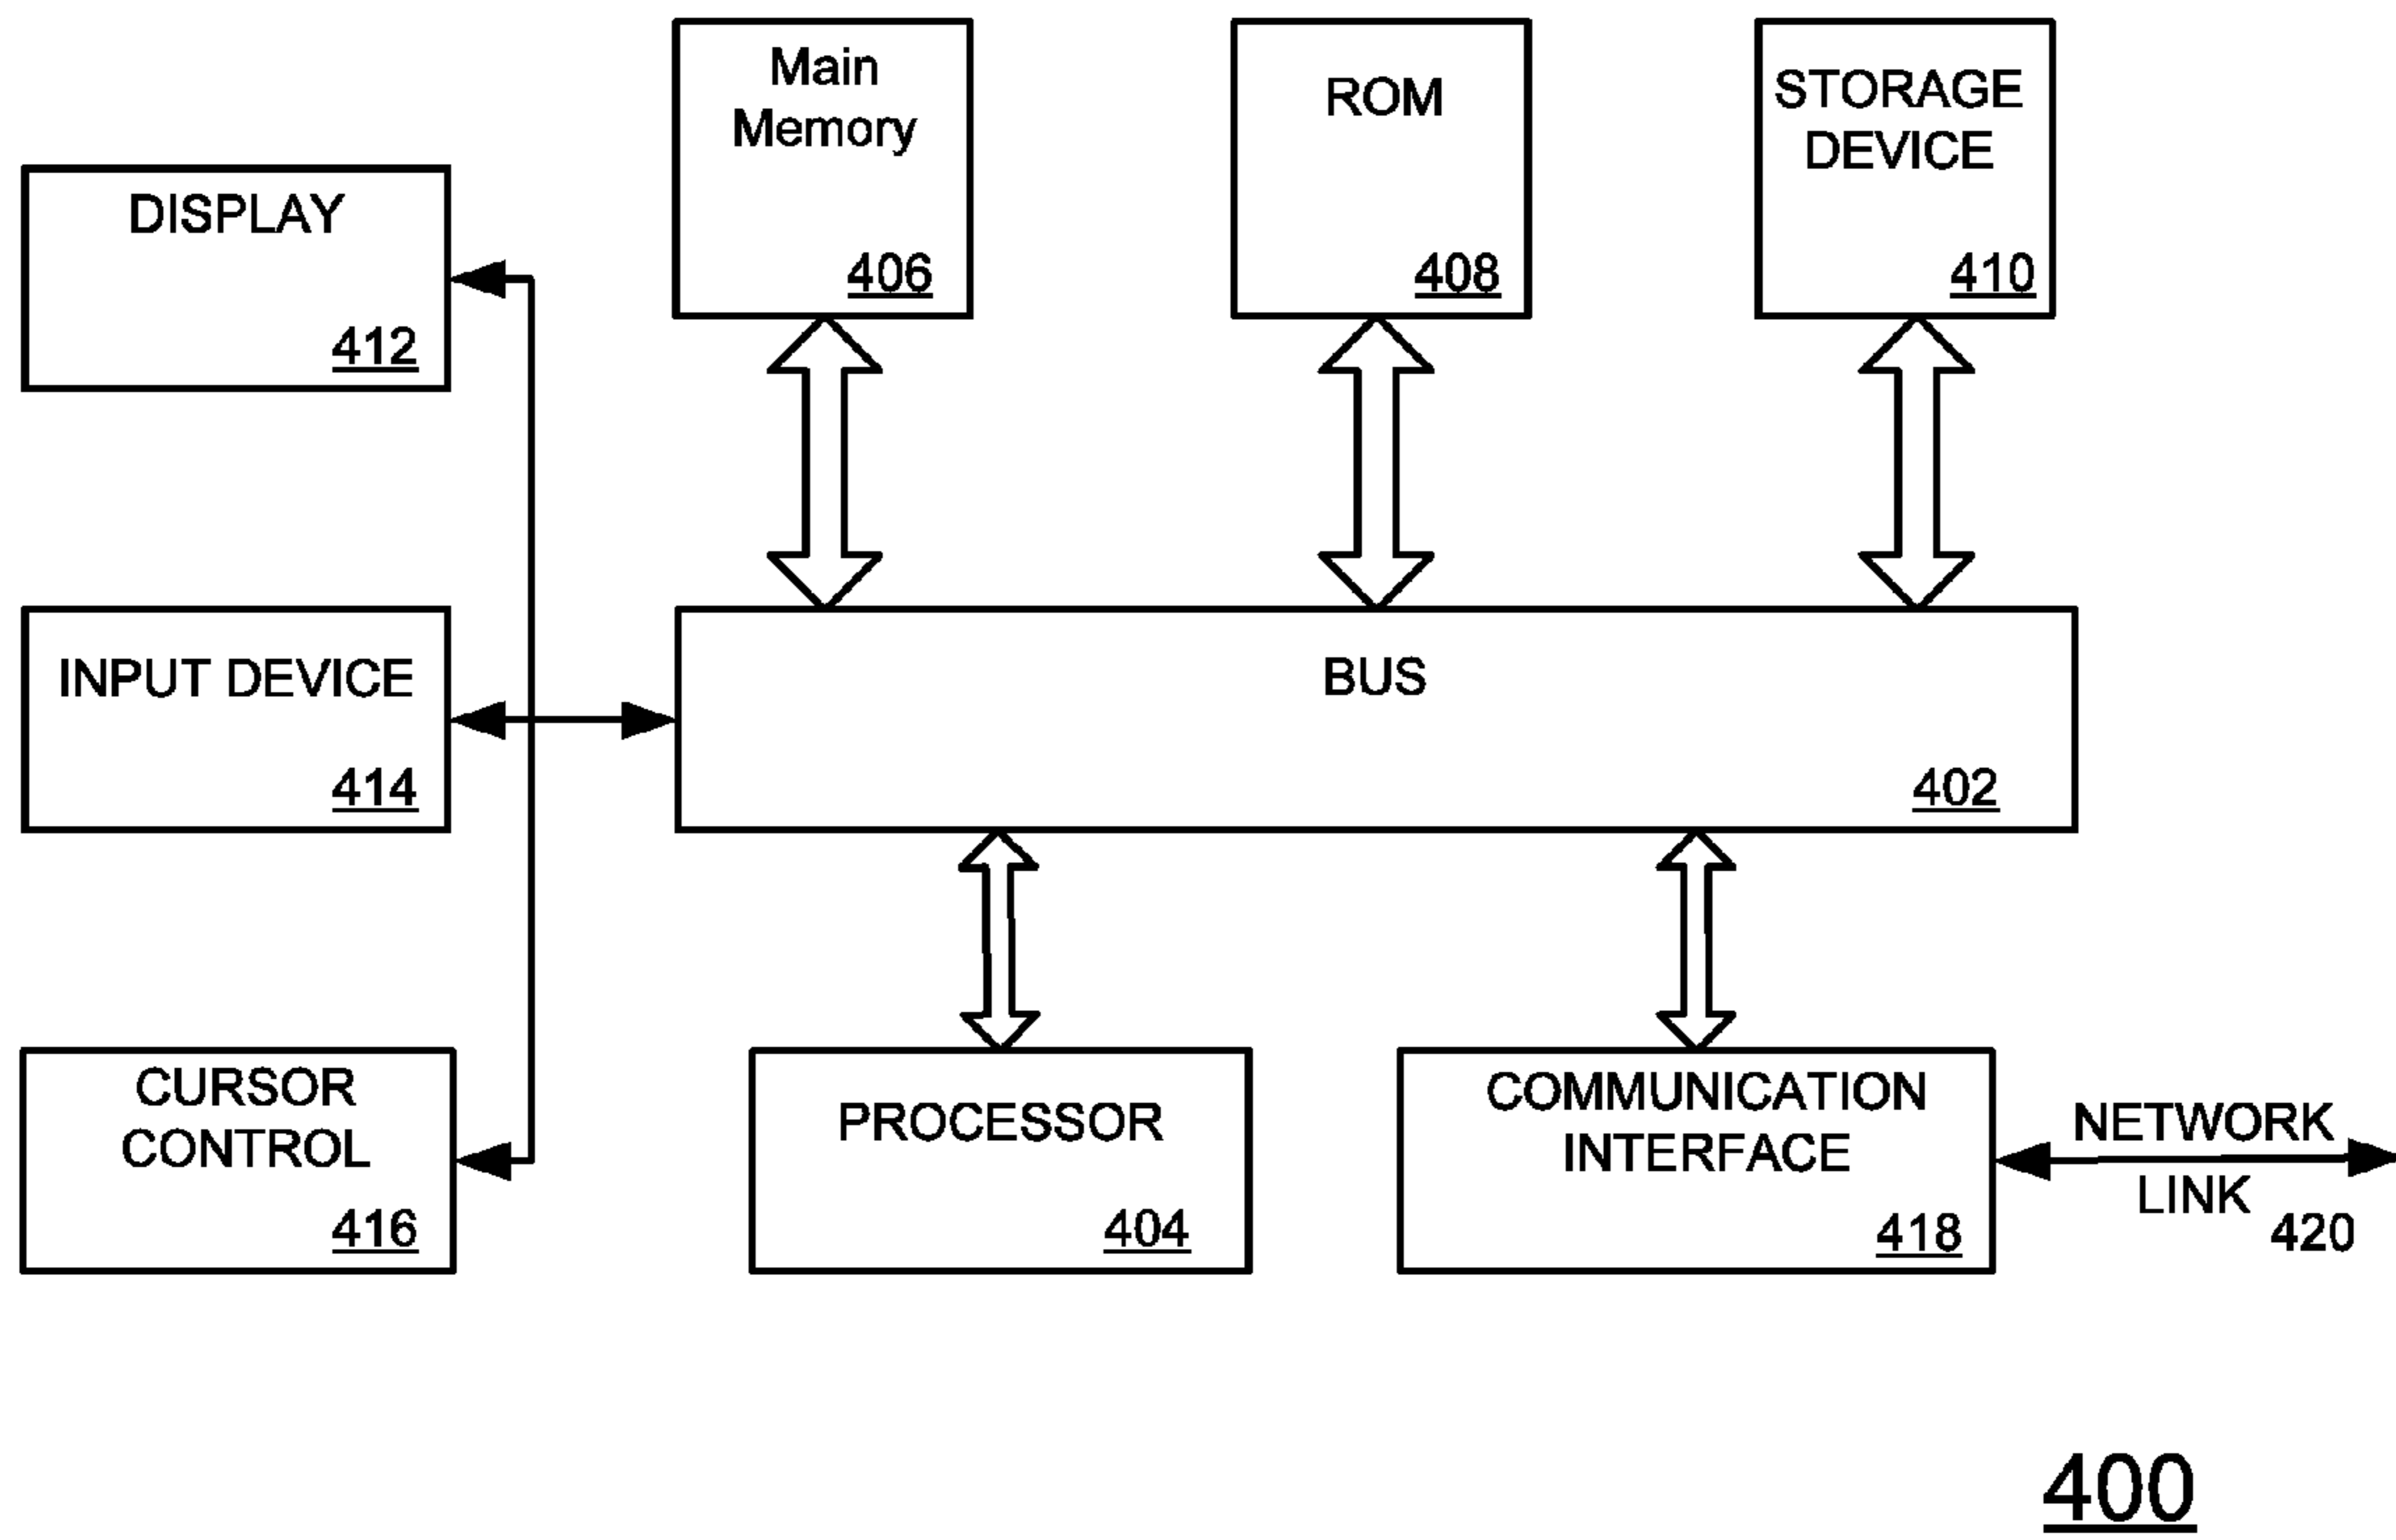 Main
Memory
406
ROM
408
STORAGE
DEVICE
410
DISPLAY
412
INPUT DEVICE
414
BUS
402
CURSOR
CONTROL
416
PROCESSOR
404
COMMUNICATION
INTERFACE
418
NETWORK
LINK
420
400